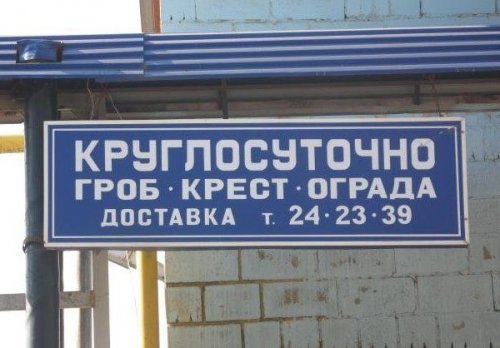 КРУГЛОСУТОЧНО
ГРОБ · КРЕСТ · ОГРАДА
ДОСТАВКА т. 24·23·39